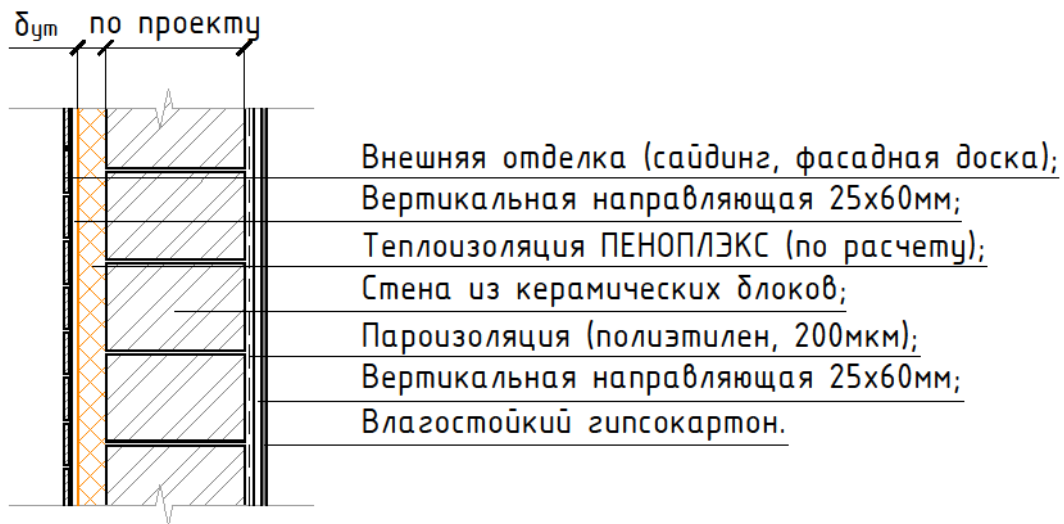 δут по проекту
Внешняя отделка (сайдинг, фасадная доска);
Вертикальная направляющая 25х60мм;
Теплоизоляция ПЕНОПЛЭКС (по расчету);
Стена из керамических блоков;
Пароизоляция (полиэтилен, 200мкм);
Вертикальная направляющая 25х60мм;
Влагостойкий гипсокартон.